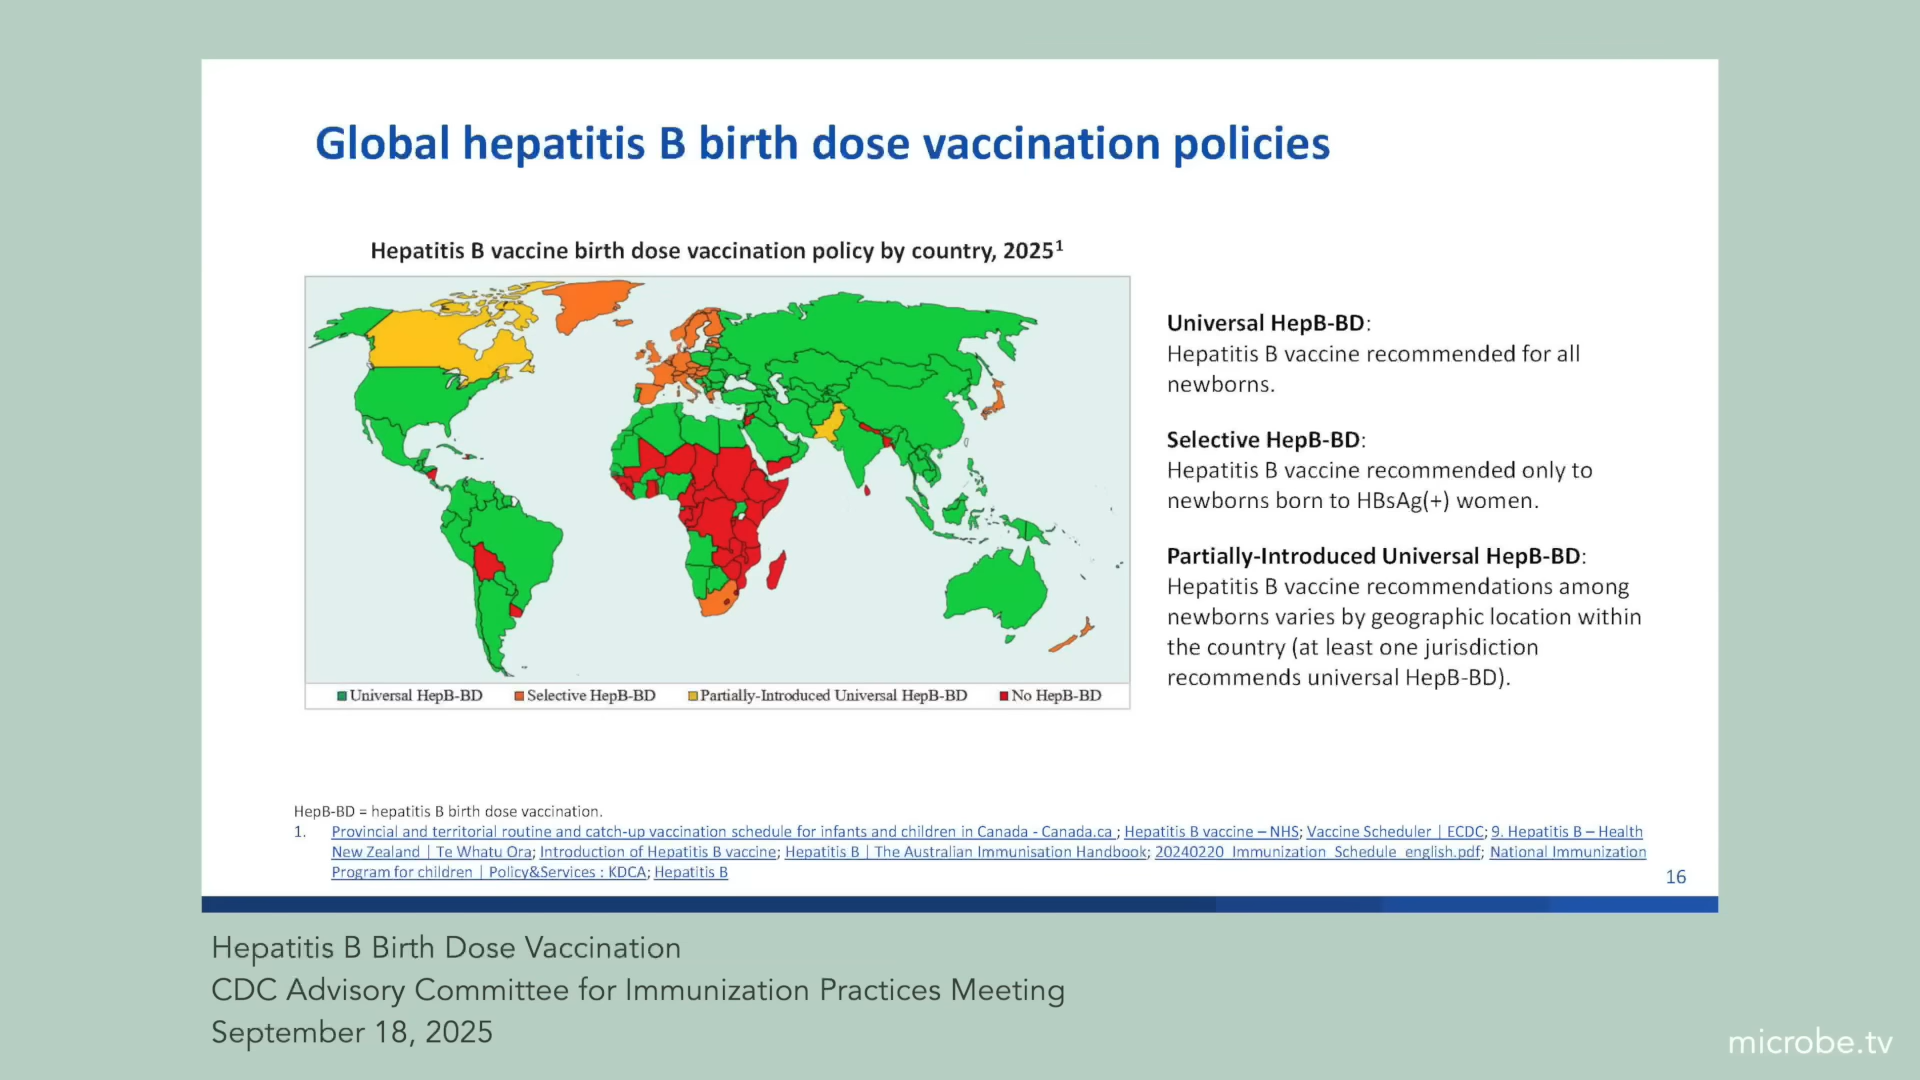 Global hepatitis B birth dose vaccination policies
Hepatitis B vaccine birth dose vaccination policy by country, 2025¹
Universal HepB-BD
Selective HepB-BD
Partially-Introduced Universal HepB-BD
No HepB-BD
Universal HepB-BD:
Hepatitis B vaccine recommended for all
newborns.
Selective HepB-BD:
Hepatitis B vaccine recommended only to
newborns born to HBsAg(+) women.
Partially-Introduced Universal HepB-BD:
Hepatitis B vaccine recommendations among
newborns varies by geographic location within
the country (at least one jurisdiction
recommends universal HepB-BD).
HepB-BD = hepatitis B birth dose vaccination.
1. Provincial and territorial routine and catch-up vaccination schedule for infants and children in Canada - Canada.ca ; Hepatitis B vaccine – NHS; Vaccine Scheduler | ECDC; 9. Hepatitis B – Health
New Zealand | Te Whatu Ora; Introduction of Hepatitis B vaccine; Hepatitis B | The Australian Immunisation Handbook; 20240220_Immunization_Schedule_english.pdf; National Immunization
Program for children | Policy&Services : KDCA; Hepatitis B
16
Hepatitis B Birth Dose Vaccination
CDC Advisory Committee for Immunization Practices Meeting
September 18, 2025
microbe.tv